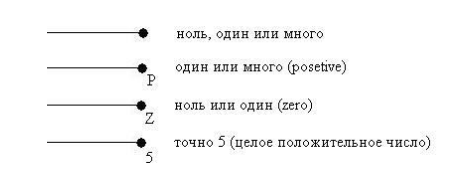 ноль, один или много
один или много (posetive)
P
ноль или один (zero)
Z
точно 5 (целое положительное число)
5